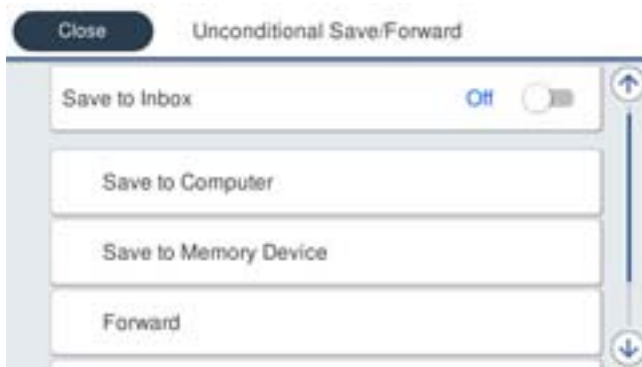 Close Unconditional Save/Forward
Save to Inbox Off
Save to Computer
Save to Memory Device
Forward